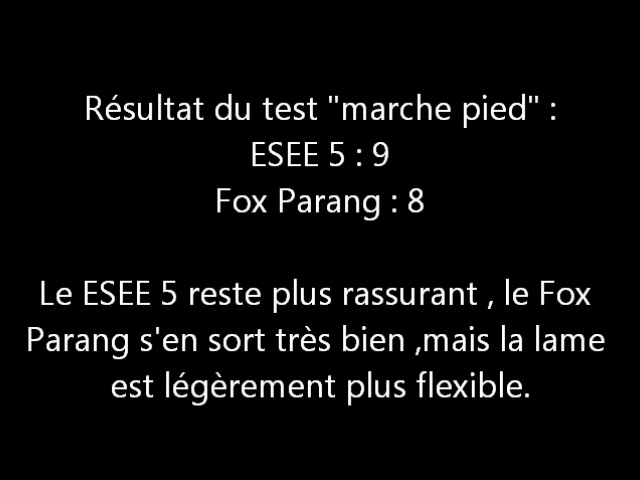 Résultat du test "marche pied" :
ESEE 5 : 9
Fox Parang : 8
Le ESEE 5 reste plus rassurant , le Fox
Parang s'en sort très bien ,mais la lame
est légèrement plus flexible.